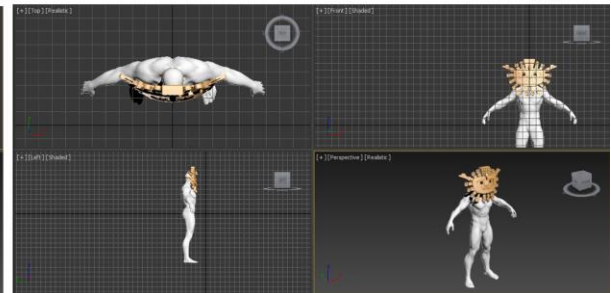 [+][Top][Realistic]
[+][Front][Shaded]
[+][Left][Shaded]
[+][Perspective][Realistic]